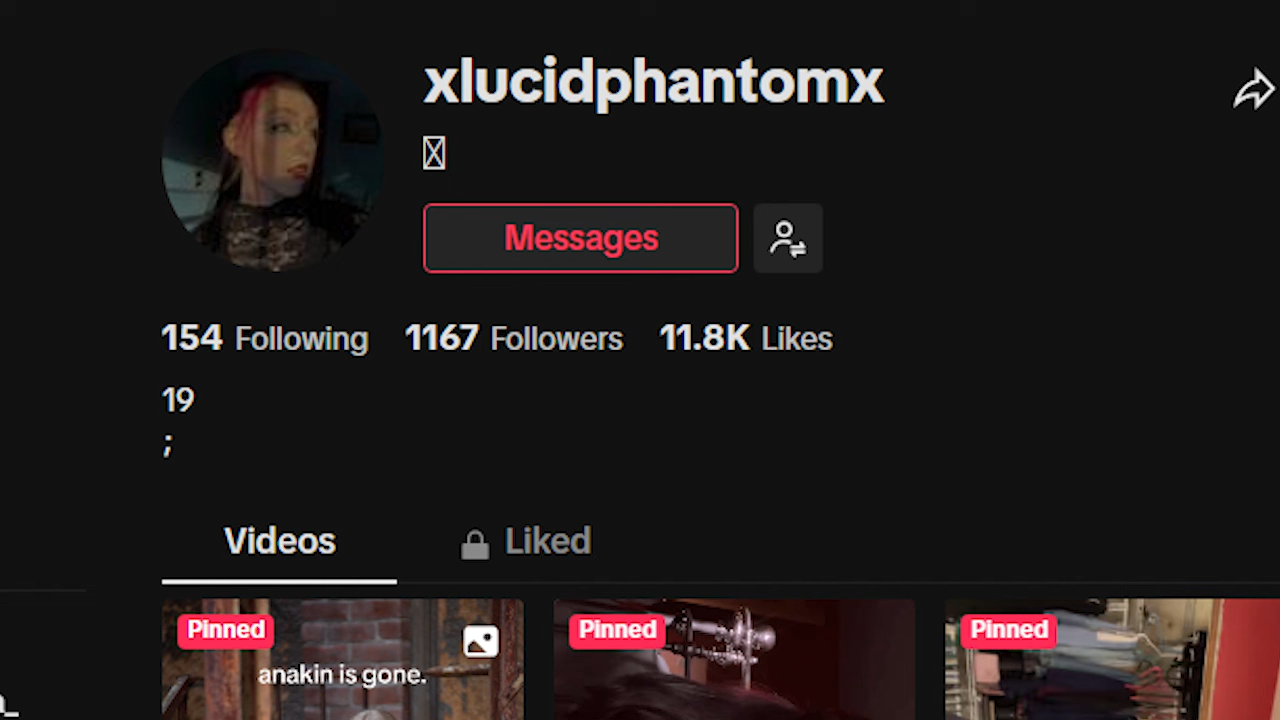 xlucidphantomx
Messages
154 Following 1167 Followers 11.8K Likes
19
;
Videos Liked
Pinned Pinned Pinned
anakin is gone.